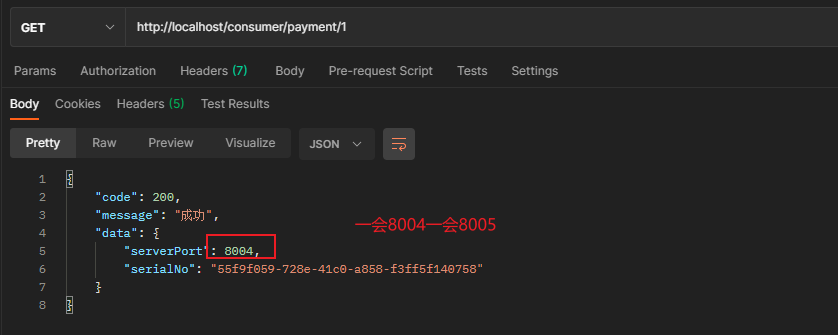 GET http://localhost/consumer/payment/1
Params Authorization Headers (7) Body Pre-request Script Tests Settings
Body Cookies Headers (5) Test Results
Pretty Raw Preview Visualize JSON
1 {
2 "code": 200,
3 "message": "成功",
4 "data": {
5 "serverPort": 8004,
6 "serialNo": "55f9f059-728e-41c0-a858-f3ff5f140758"
7 }
8 }
一会8004一会8005